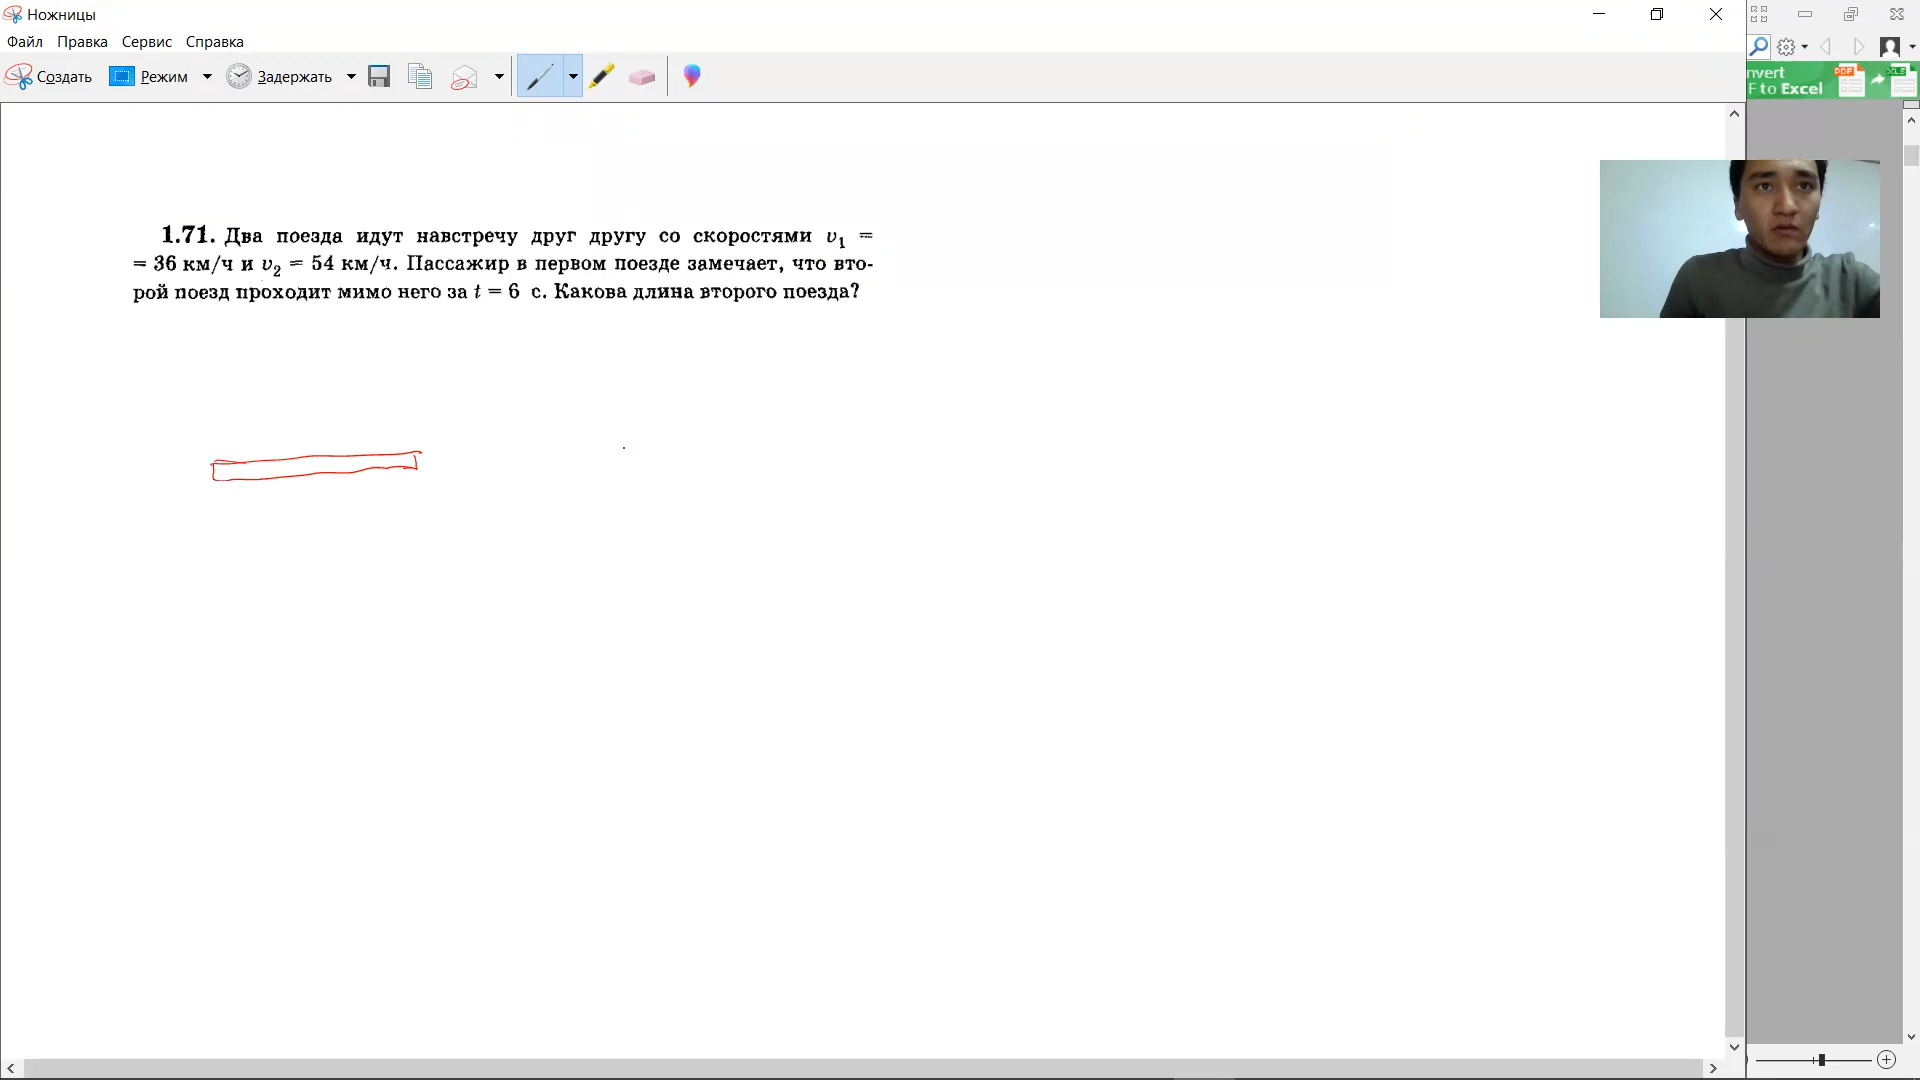 Ножницы
Файл Правка Сервис Справка
Создать Режим Задержать
nvert
F to Excel
PDF
XLS
1.71. Два поезда идут навстречу друг другу со скоростями v₁ =
= 36 км/ч и v₂ = 54 км/ч. Пассажир в первом поезде замечает, что вто-
рой поезд проходит мимо него за t = 6 с. Какова длина второго поезда?